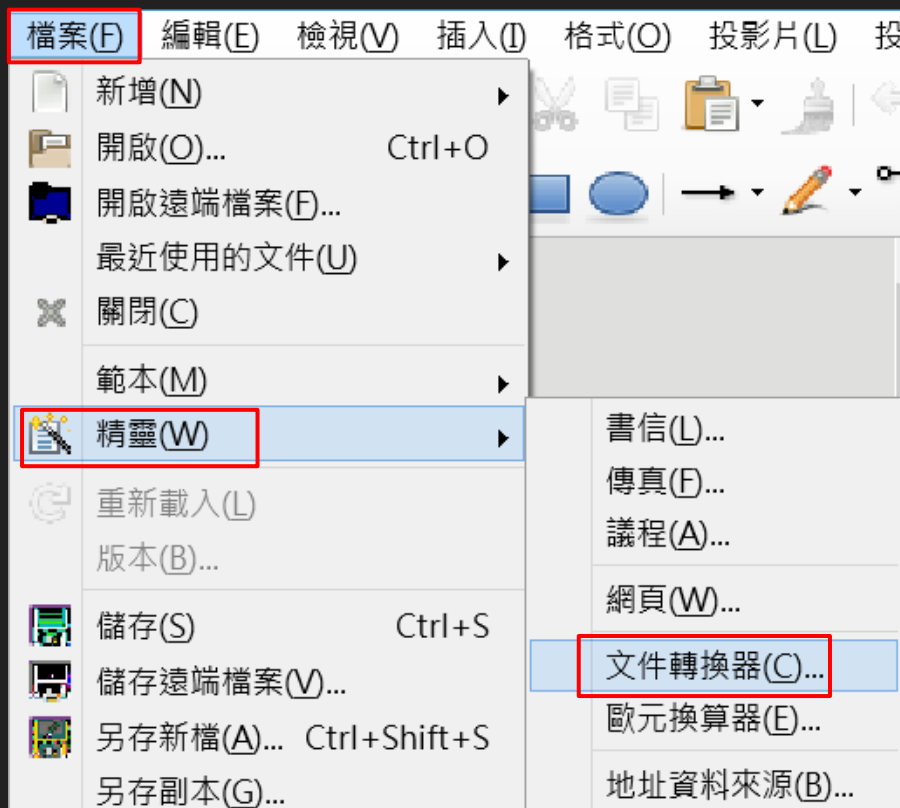 檔案(F) 編輯(E) 檢視(V) 插入(I) 格式(O) 投影片(L) 投
新增(N)
開啟(O)... Ctrl+O
開啟遠端檔案(F)...
最近使用的文件(U)
關閉(C)
範本(M)
精靈(W)
重新載入(L)
版本(B)...
儲存(S) Ctrl+S
儲存遠端檔案(V)...
另存新檔(A)... Ctrl+Shift+S
另存副本(G)...
書信(L)...
傳真(F)...
議程(A)...
網頁(W)...
文件轉換器(C)...
歐元換算器(E)...
地址資料來源(B)...